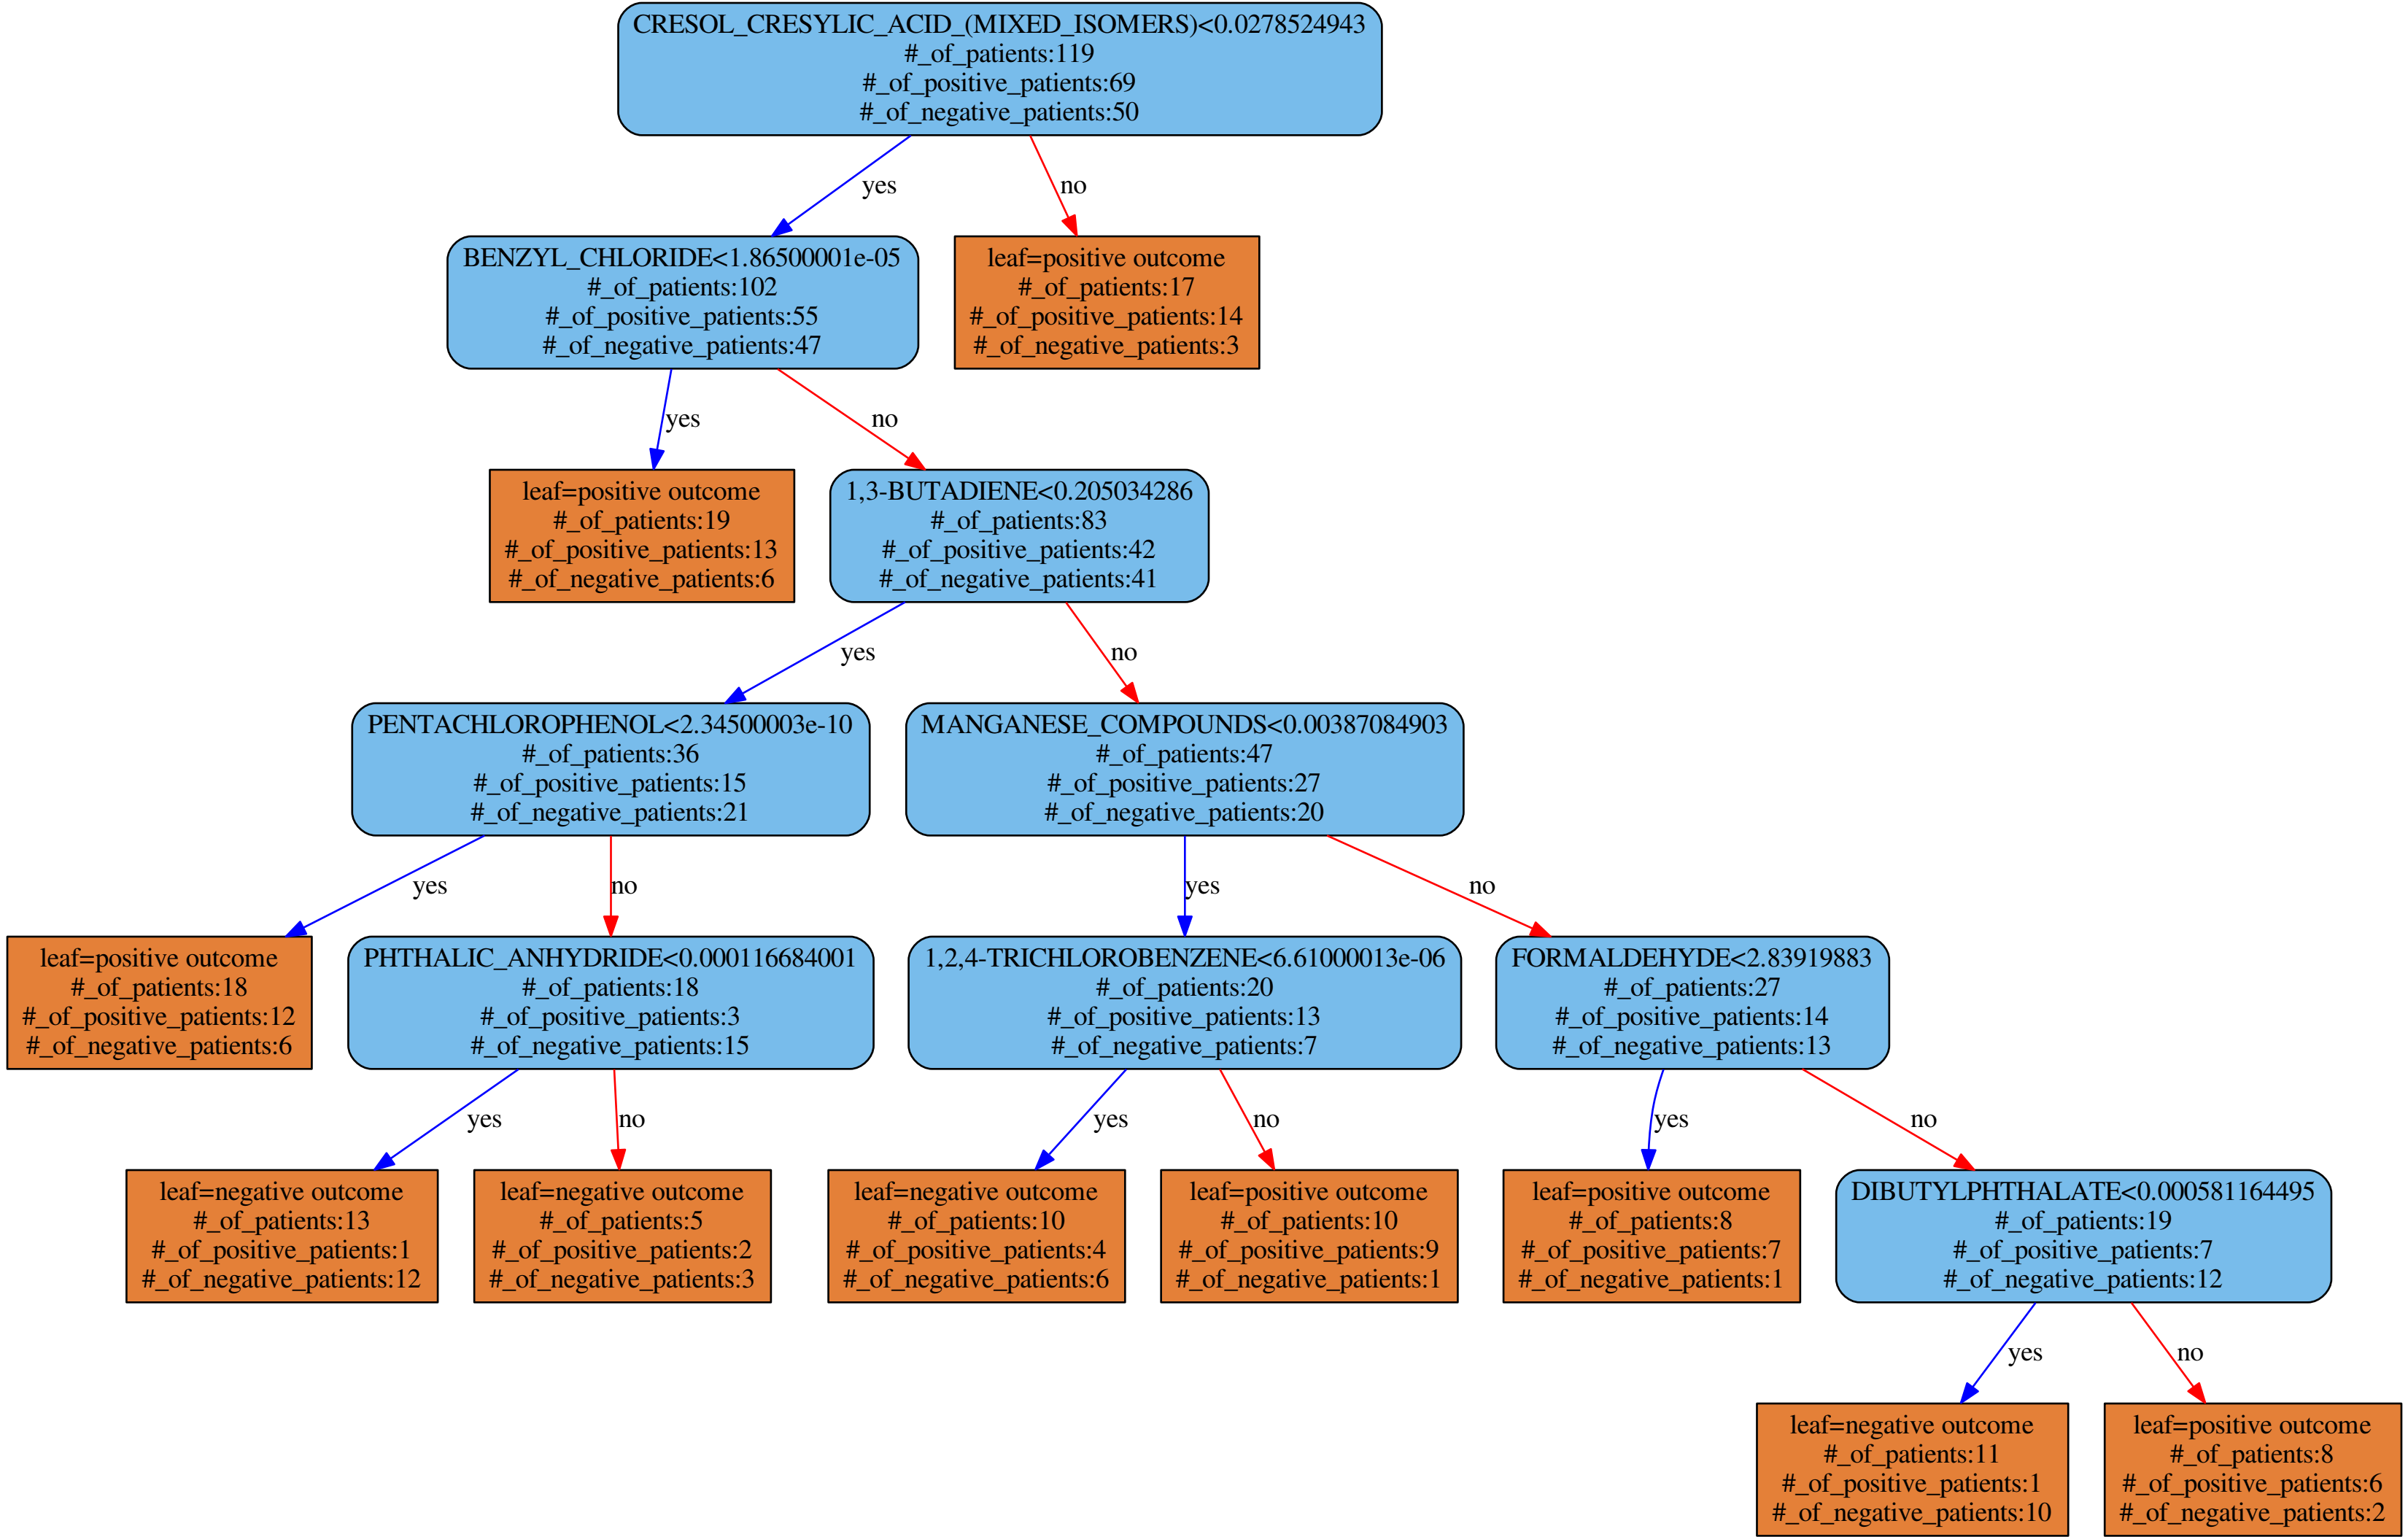 CRESOL_CRESYLIC_ACID_(MIXED_ISOMERS)<0.0278524943
#_of_patients:119
#_of_positive_patients:69
#_of_negative_patients:50
yes
no
BENZYL_CHLORIDE<1.86500001e-05
#_of_patients:102
#_of_positive_patients:55
#_of_negative_patients:47
leaf=positive outcome
#_of_patients:17
#_of_positive_patients:14
#_of_negative_patients:3
yes
no
leaf=positive outcome
#_of_patients:19
#_of_positive_patients:13
#_of_negative_patients:6
1,3-BUTADIENE<0.205034286
#_of_patients:83
#_of_positive_patients:42
#_of_negative_patients:41
yes
no
PENTACHLOROPHENOL<2.34500003e-10
#_of_patients:36
#_of_positive_patients:15
#_of_negative_patients:21
MANGANESE_COMPOUNDS<0.00387084903
#_of_patients:47
#_of_positive_patients:27
#_of_negative_patients:20
yes
no
yes
no
leaf=positive outcome
#_of_patients:18
#_of_positive_patients:12
#_of_negative_patients:6
PHTHALIC_ANHYDRIDE<0.000116684001
#_of_patients:18
#_of_positive_patients:3
#_of_negative_patients:15
1,2,4-TRICHLOROBENZENE<6.61000013e-06
#_of_patients:20
#_of_positive_patients:13
#_of_negative_patients:7
FORMALDEHYDE<2.83919883
#_of_patients:27
#_of_positive_patients:14
#_of_negative_patients:13
yes
no
yes
no
yes
no
leaf=negative outcome
#_of_patients:13
#_of_positive_patients:1
#_of_negative_patients:12
leaf=negative outcome
#_of_patients:5
#_of_positive_patients:2
#_of_negative_patients:3
leaf=negative outcome
#_of_patients:10
#_of_positive_patients:4
#_of_negative_patients:6
leaf=positive outcome
#_of_patients:10
#_of_positive_patients:9
#_of_negative_patients:1
leaf=positive outcome
#_of_patients:8
#_of_positive_patients:7
#_of_negative_patients:1
DIBUTYLPHTHALATE<0.000581164495
#_of_patients:19
#_of_positive_patients:7
#_of_negative_patients:12
yes
no
leaf=negative outcome
#_of_patients:11
#_of_positive_patients:1
#_of_negative_patients:10
leaf=positive outcome
#_of_patients:8
#_of_positive_patients:6
#_of_negative_patients:2